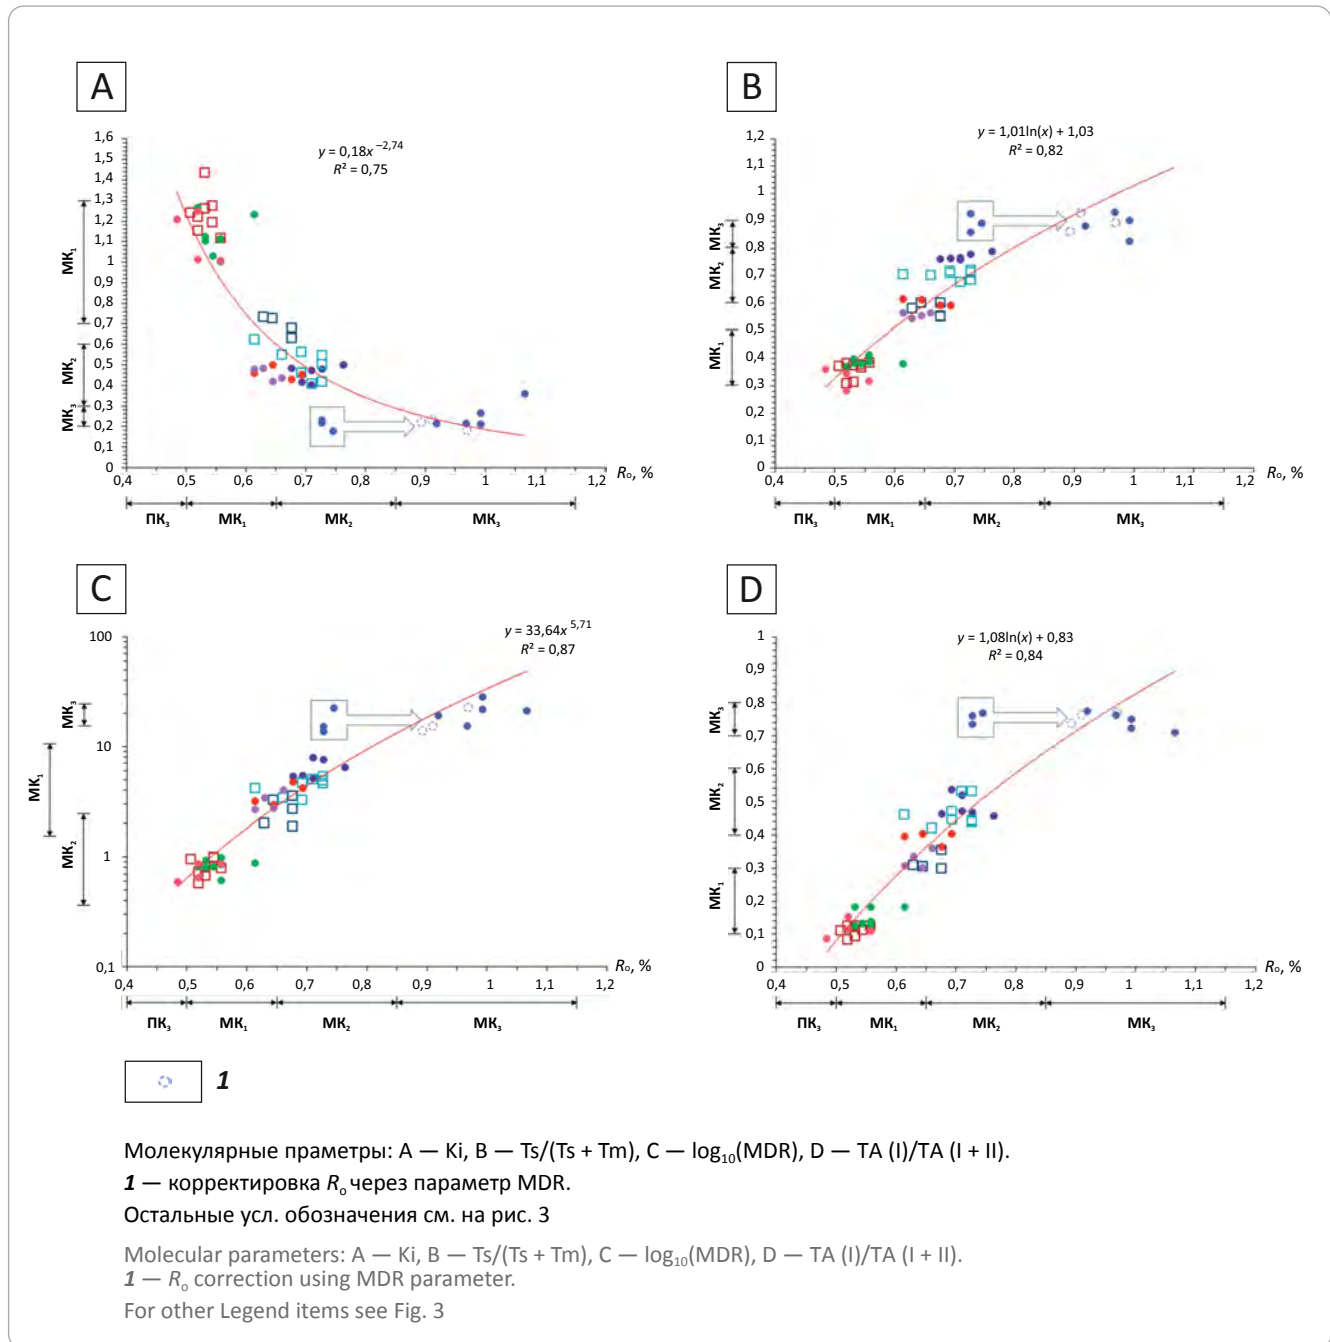 A
y = 0,18x^–2,74
R² = 0,75
1,6
1,5
1,4
1,3
1,2
1,1
1
0,9
0,8
0,7
0,6
0,5
0,4
0,3
0,2
0,1
0
МК₁
МК₂
МК₃
0,4 0,5 0,6 0,7 0,8 0,9 1 1,1 1,2
Rₒ, %
ПК₃ МК₁ МК₂ МК₃
B
y = 1,01ln(x) + 1,03
R² = 0,82
1,2
1,1
1
0,9
0,8
0,7
0,6
0,5
0,4
0,3
0,2
0,1
0
МК₃
МК₂
МК₁
0,4 0,5 0,6 0,7 0,8 0,9 1 1,1 1,2
Rₒ, %
ПК₃ МК₁ МК₂ МК₃
C
y = 33,64x^5,71
R² = 0,87
100
10
1
0,1
МК₃
МК₁
МК₂
0,4 0,5 0,6 0,7 0,8 0,9 1 1,1 1,2
Rₒ, %
ПК₃ МК₁ МК₂ МК₃
D
y = 1,08ln(x) + 0,83
R² = 0,84
1
0,9
0,8
0,7
0,6
0,5
0,4
0,3
0,2
0,1
0
МК₃
МК₂
МК₁
0,4 0,5 0,6 0,7 0,8 0,9 1 1,1 1,2
Rₒ, %
ПК₃ МК₁ МК₂ МК₃
1
Молекулярные праметры: A — Ki, B — Ts/(Ts + Tm), C — log₁₀(MDR), D — TA (I)/TA (I + II).
1 — корректировка Rₒ через параметр MDR.
Остальные усл. обозначения см. на рис. 3
Molecular parameters: A — Ki, B — Ts/(Ts + Tm), C — log₁₀(MDR), D — TA (I)/TA (I + II).
1 — Rₒ correction using MDR parameter.
For other Legend items see Fig. 3